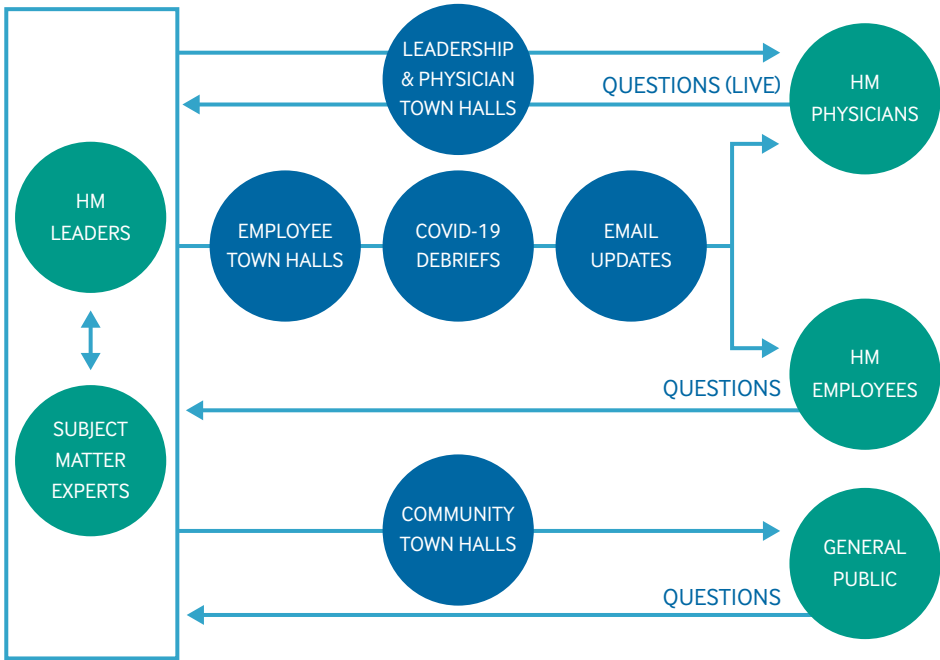 LEADERSHIP
& PHYSICIAN
TOWN HALLS
QUESTIONS (LIVE)
HM
PHYSICIANS
HM
LEADERS
EMPLOYEE
TOWN HALLS
COVID-19
DEBRIEFS
EMAIL
UPDATES
HM
EMPLOYEES
QUESTIONS
SUBJECT
MATTER
EXPERTS
COMMUNITY
TOWN HALLS
GENERAL
PUBLIC
QUESTIONS